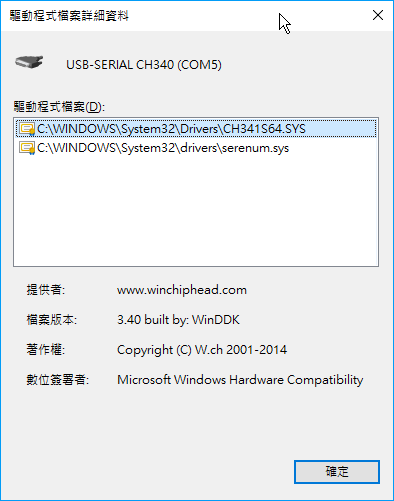 驅動程式檔案詳細資料
USB-SERIAL CH340 (COM5)
驅動程式檔案(D):
C:\WINDOWS\System32\Drivers\CH341S64.SYS
C:\WINDOWS\System32\drivers\serenum.sys
提供者: www.winchiphead.com
檔案版本: 3.40 built by: WinDDK
著作權: Copyright (C) W.ch 2001-2014
數位簽署者: Microsoft Windows Hardware Compatibility
確定